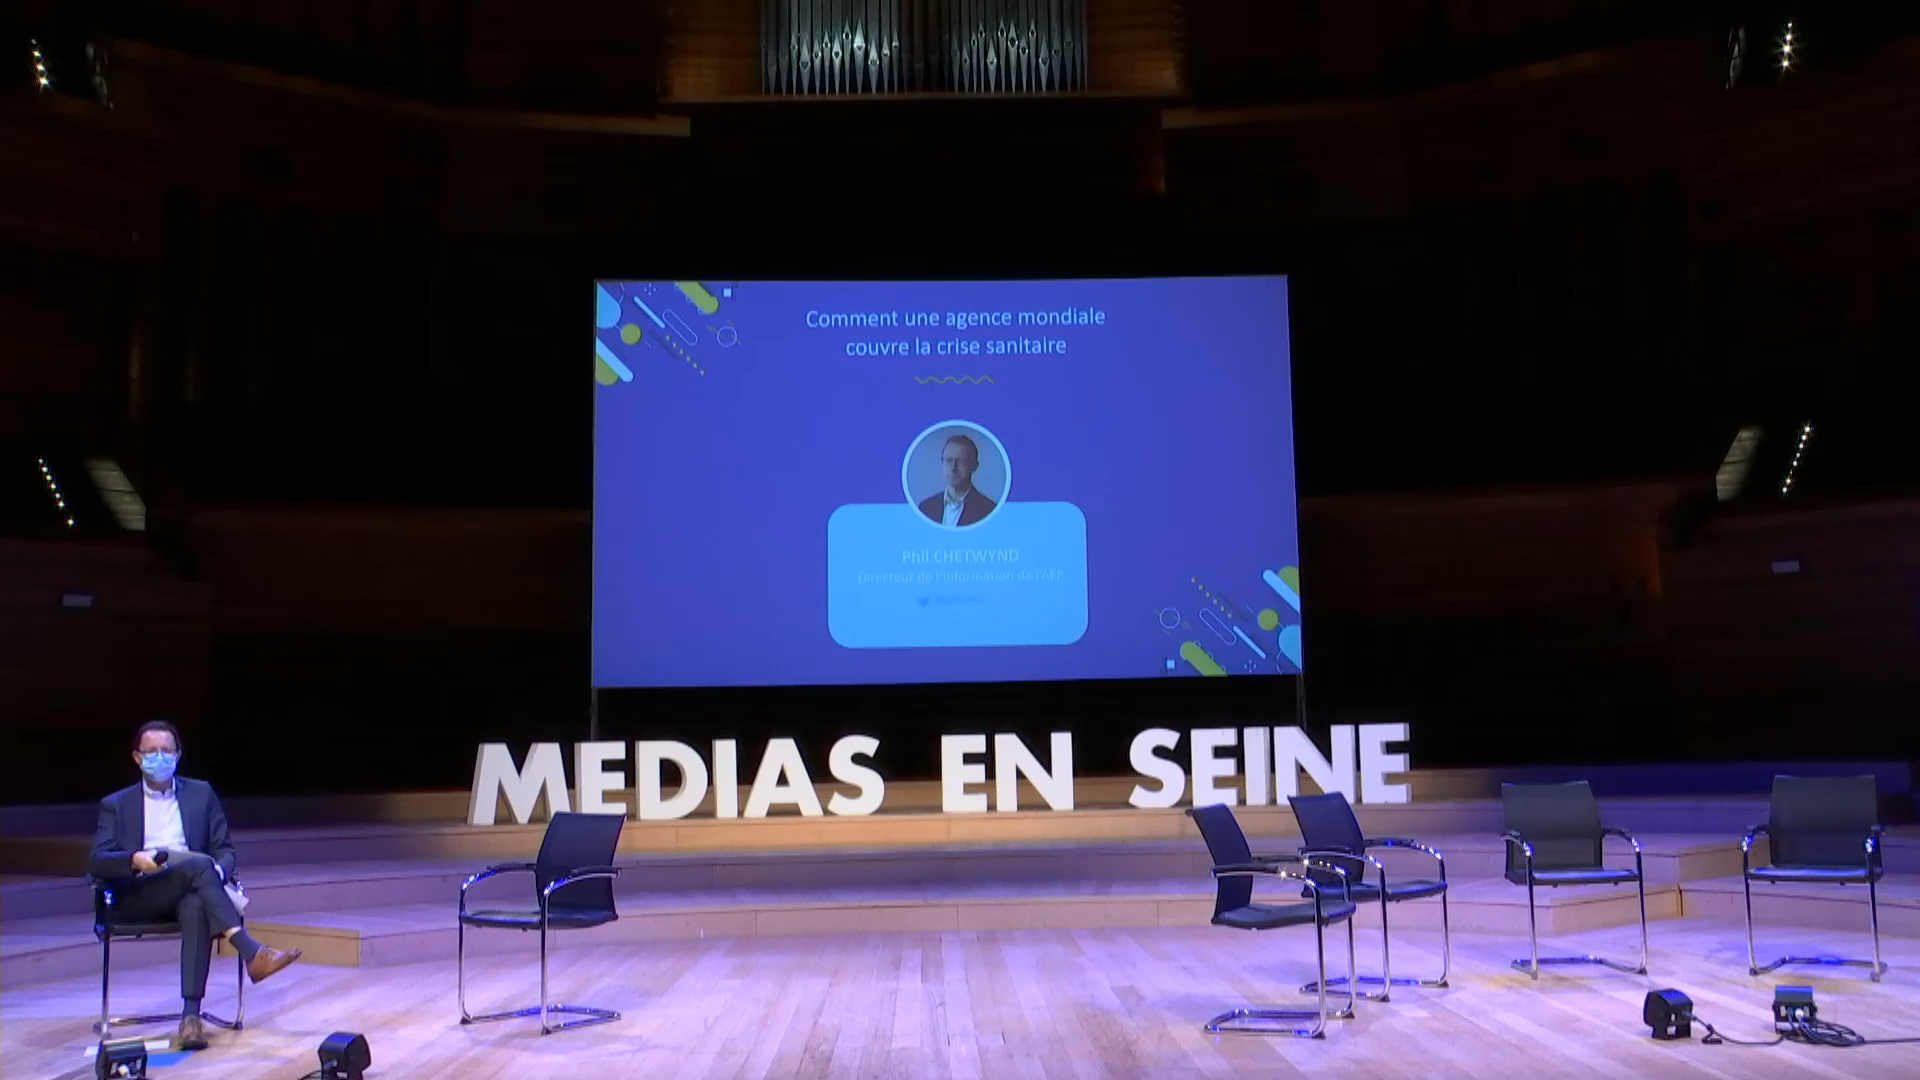 Comment une agence mondiale
couvre la crise sanitaire
Phil CHETWYND
Directeur de l'information de l'AFP
MEDIAS EN SEINE